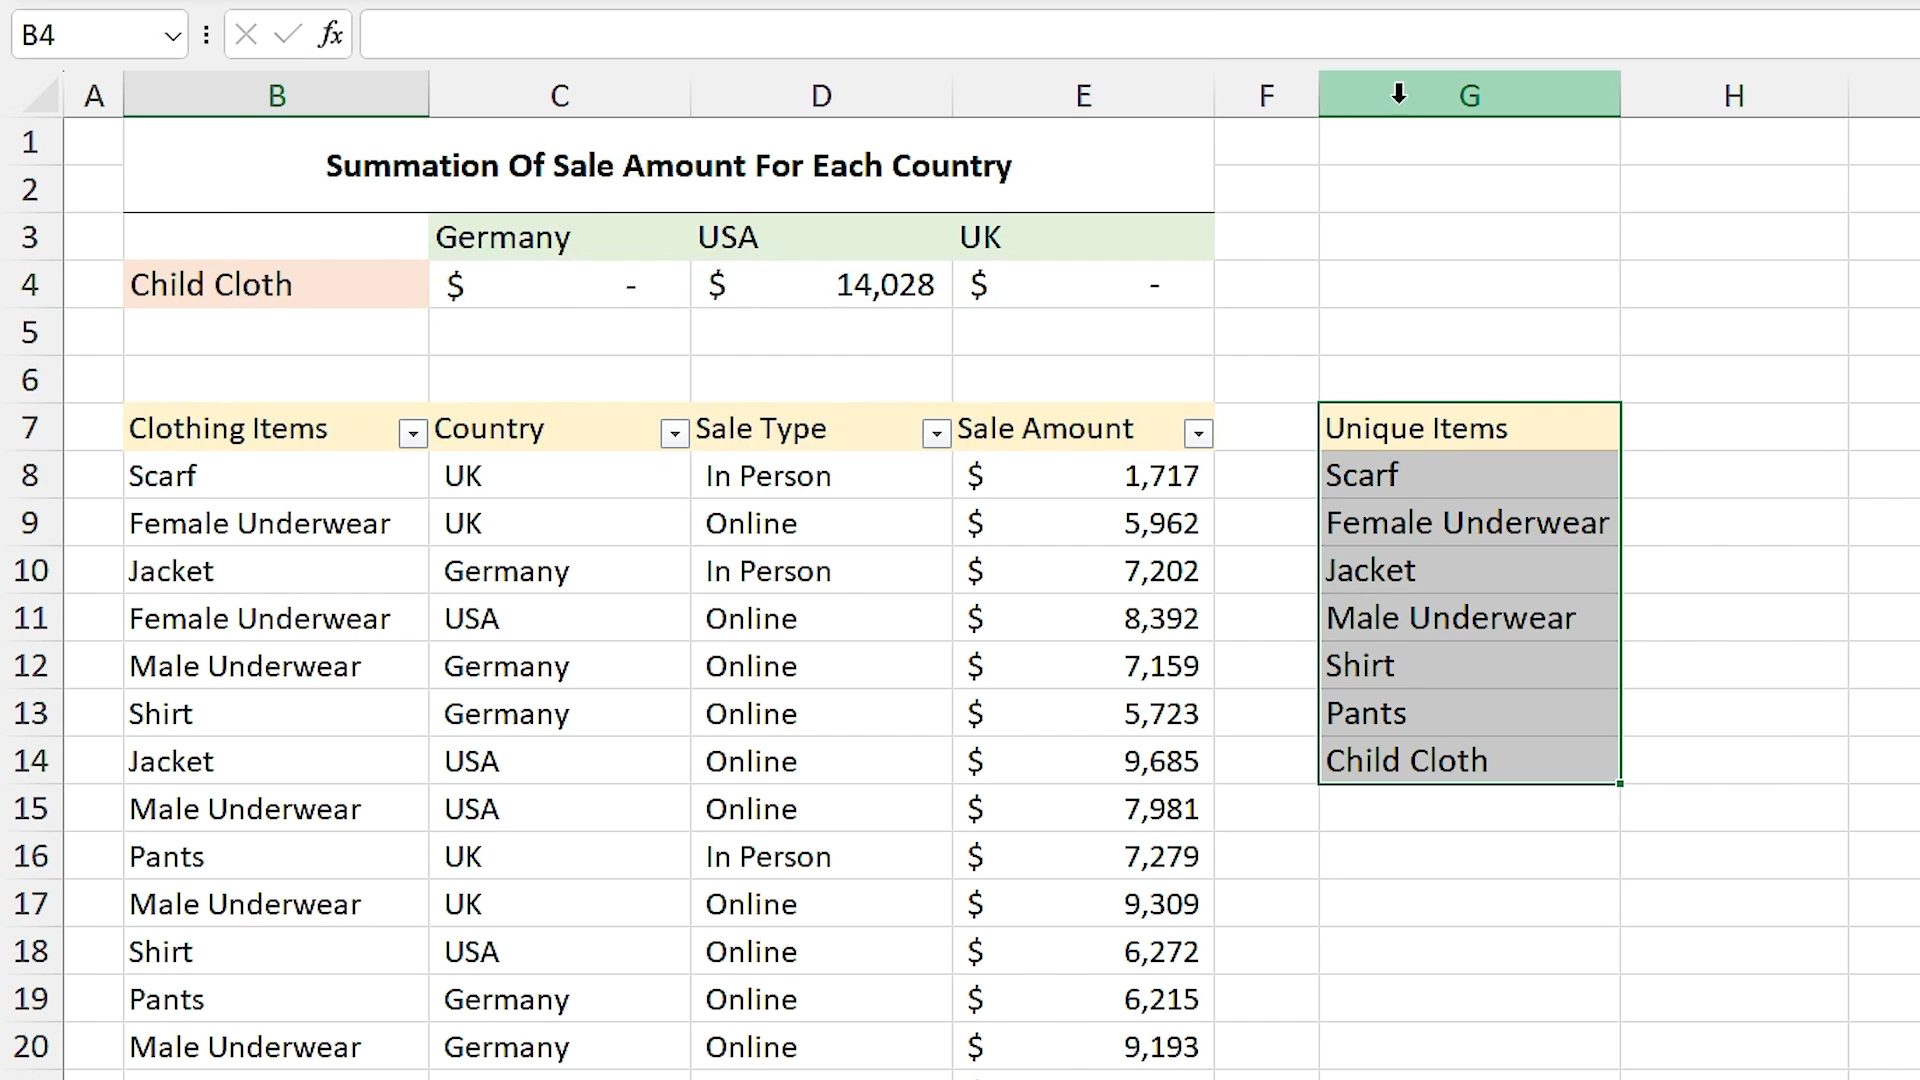 B4 fx
A B C D E F G H
1 Summation Of Sale Amount For Each Country
2
3 Germany USA UK
4 Child Cloth $ - $ 14,028 $ -
5
6
7 Clothing Items Country Sale Type Sale Amount Unique Items
8 Scarf UK In Person $ 1,717 Scarf
9 Female Underwear UK Online $ 5,962 Female Underwear
10 Jacket Germany In Person $ 7,202 Jacket
11 Female Underwear USA Online $ 8,392 Male Underwear
12 Male Underwear Germany Online $ 7,159 Shirt
13 Shirt Germany Online $ 5,723 Pants
14 Jacket USA Online $ 9,685 Child Cloth
15 Male Underwear USA Online $ 7,981
16 Pants UK In Person $ 7,279
17 Male Underwear UK Online $ 9,309
18 Shirt USA Online $ 6,272
19 Pants Germany Online $ 6,215
20 Male Underwear Germany Online $ 9,193